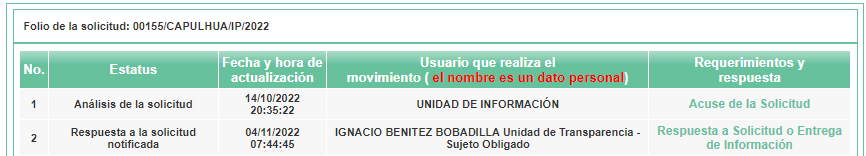 Folio de la solicitud: 00155/CAPULHUA/IP/2022
No.
Estatus
Fecha y hora de
actualización
Usuario que realiza el
movimiento ( el nombre es un dato personal)
Requerimientos y
respuesta
1
Análisis de la solicitud
14/10/2022
20:35:22
UNIDAD DE INFORMACIÓN
Acuse de la Solicitud
2
Respuesta a la solicitud
notificada
04/11/2022
07:44:45
IGNACIO BENITEZ BOBADILLA Unidad de Transparencia -
Sujeto Obligado
Respuesta a Solicitud o Entrega
de Información